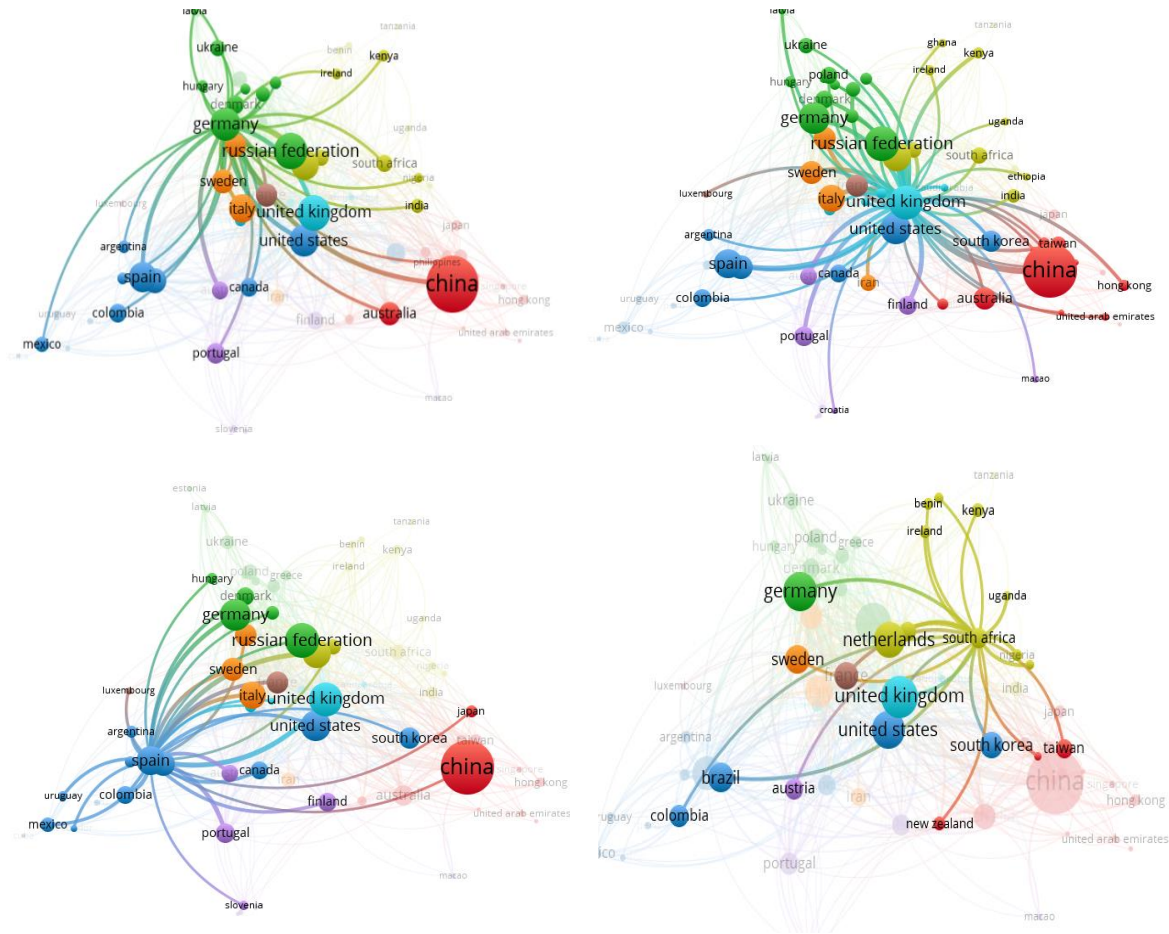 latvia
tanzania
ukraine
benin
kenya
ireland
hungary
denmark
germany
uganda
russian federation
south africa
nigeria
sweden
luxembourg
italy
united kingdom
india
japan
argentina
united states
philippines
spain
canada
china
iran
hong kong
uruguay
colombia
finland
australia
united arab emirates
mexico
portugal
macao
slovenia
latvia
tanzania
ukraine
ghana
kenya
ireland
poland
hungary
denmark
germany
uganda
russian federation
south africa
sweden
ethiopia
luxembourg
italy
united kingdom
india
japan
argentina
united states
south korea
taiwan
spain
canada
china
iran
hong kong
colombia
uruguay
finland
australia
mexico
united arab emirates
portugal
macao
croatia
estonia
latvia
tanzania
ukraine
benin
kenya
poland
greece
ireland
hungary
denmark
germany
uganda
russian federation
south africa
sweden
nigeria
luxembourg
italy
united kingdom
india
japan
argentina
united states
south korea
taiwan
spain
canada
china
singapore
iran
hong kong
uruguay
colombia
finland
australia
mexico
portugal
united arab emirates
macao
slovenia
latvia
tanzania
ukraine
benin
kenya
ireland
poland
greece
hungary
denmark
germany
uganda
netherlands
south africa
sweden
nigeria
france
luxembourg
united kingdom
india
japan
argentina
united states
south korea
taiwan
brazil
austria
iran
china
singapore
hong kong
uruguay
colombia
new zealand
united arab emirates
ico
portugal
macao